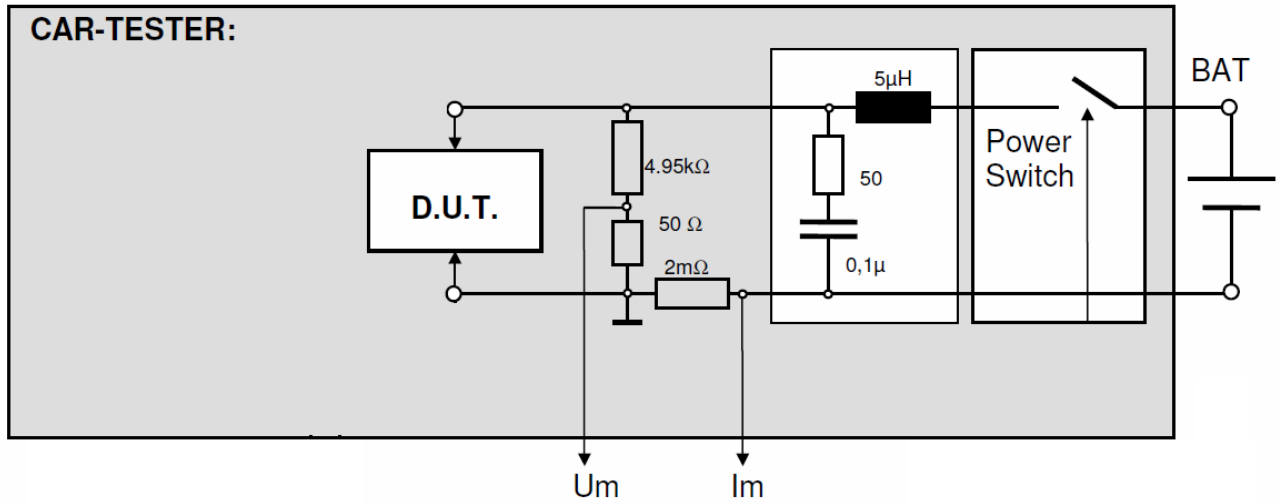 CAR-TESTER:
BAT
5µH
Power
Switch
4.95kΩ
50
D.U.T.
50 Ω
0,1µ
2mΩ
Um
Im